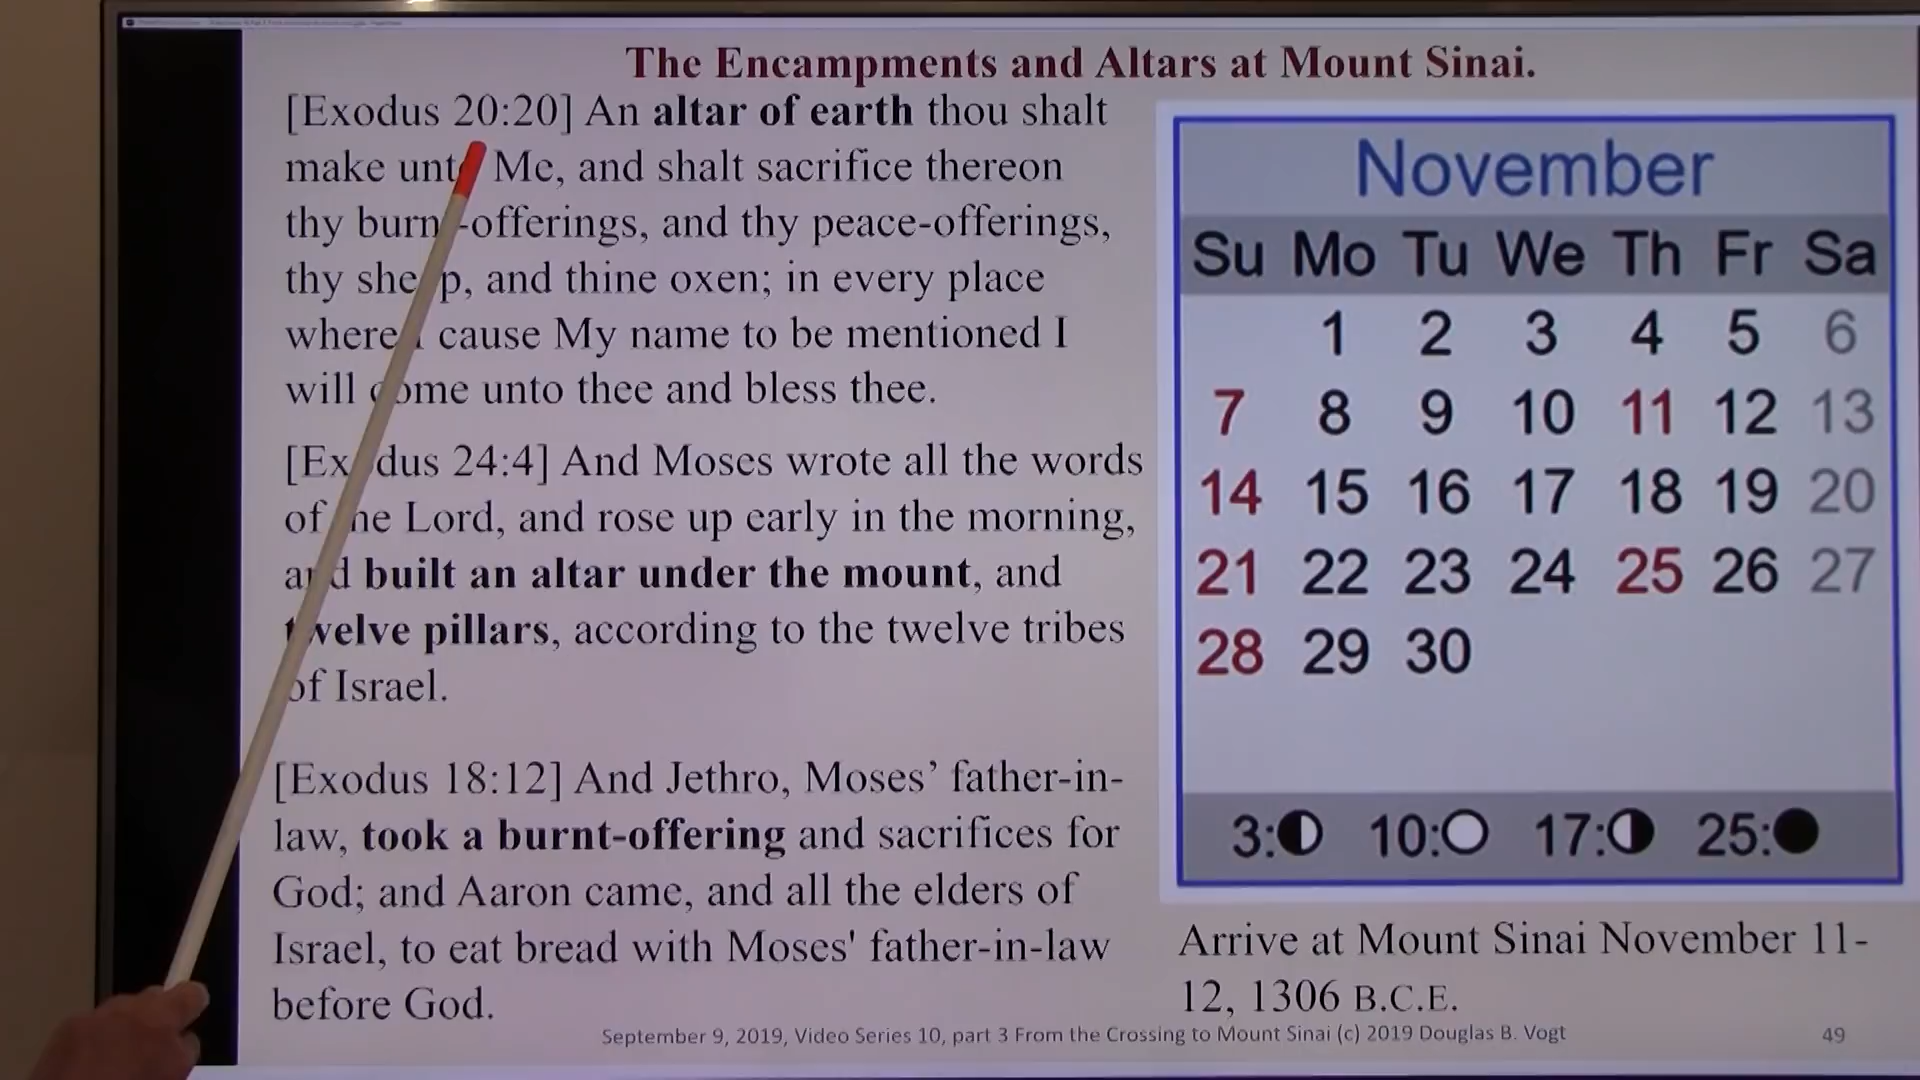 The Encampments and Altars at Mount Sinai.
[Exodus 20:20] An altar of earth thou shalt
make unto Me, and shalt sacrifice thereon
thy burnt-offerings, and thy peace-offerings,
thy sheep, and thine oxen; in every place
where I cause My name to be mentioned I
will come unto thee and bless thee.
[Exodus 24:4] And Moses wrote all the words
of the Lord, and rose up early in the morning,
and built an altar under the mount, and
twelve pillars, according to the twelve tribes
of Israel.
[Exodus 18:12] And Jethro, Moses’ father-in-
law, took a burnt-offering and sacrifices for
God; and Aaron came, and all the elders of
Israel, to eat bread with Moses' father-in-law
before God.
November
Su Mo Tu We Th Fr Sa
1 2 3 4 5 6
7 8 9 10 11 12 13
14 15 16 17 18 19 20
21 22 23 24 25 26 27
28 29 30
3: 10: 17: 25:
Arrive at Mount Sinai November 11-
12, 1306 B.C.E.
September 9, 2019, Video Series 10, part 3 From the Crossing to Mount Sinai (c) 2019 Douglas B. Vogt
49